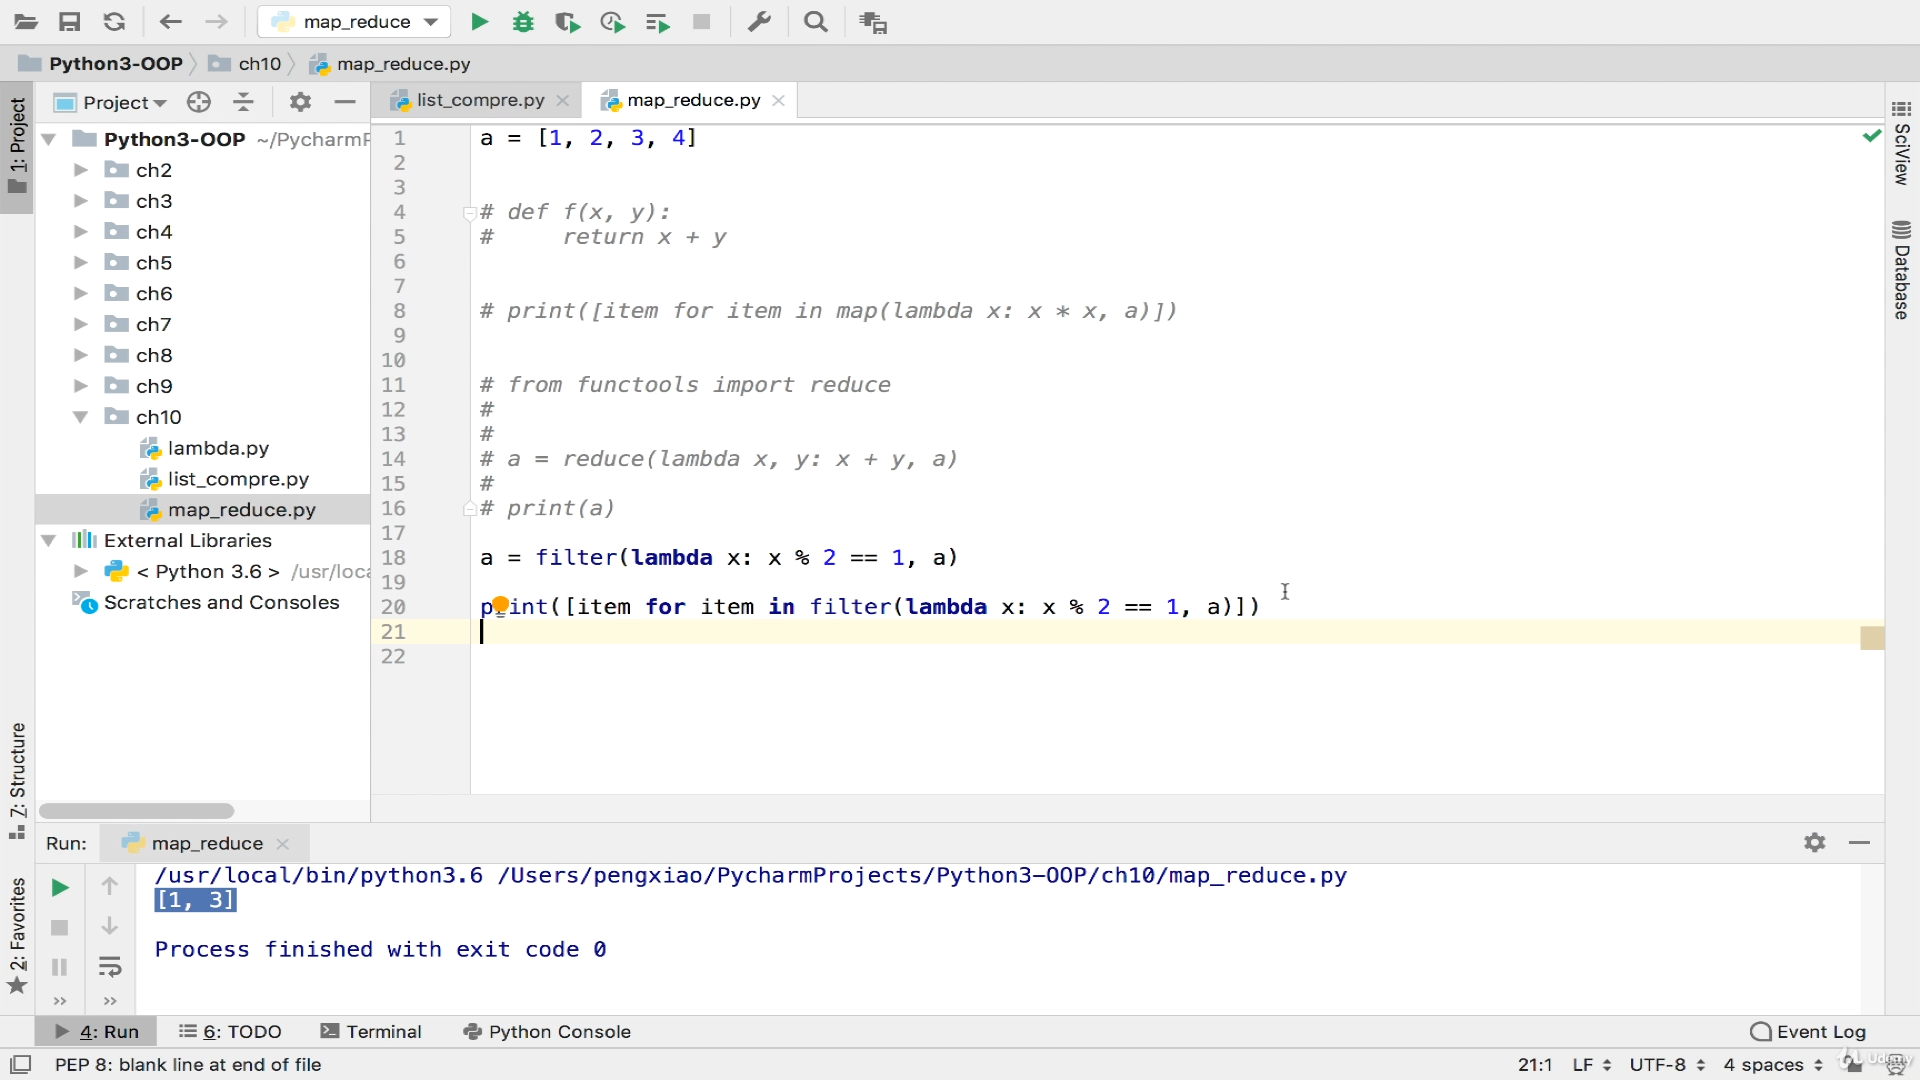 map_reduce
Python3-OOP
ch10
map_reduce.py
1: Project
Project
list_compre.py
map_reduce.py
Python3-OOP ~/PycharmP
ch2
ch3
ch4
ch5
ch6
ch7
ch8
ch9
ch10
lambda.py
list_compre.py
map_reduce.py
External Libraries
< Python 3.6 > /usr/loca
Scratches and Consoles
1 a = [1, 2, 3, 4]
2
3
4 # def f(x, y):
5 #     return x + y
6
7
8 # print([item for item in map(lambda x: x * x, a)])
9
10
11 # from functools import reduce
12 #
13 #
14 # a = reduce(lambda x, y: x + y, a)
15 #
16 # print(a)
17
18 a = filter(lambda x: x % 2 == 1, a)
19
20 print([item for item in filter(lambda x: x % 2 == 1, a)])
21
22
SciView
Database
Z: Structure
2: Favorites
Run: map_reduce
/usr/local/bin/python3.6 /Users/pengxiao/PycharmProjects/Python3-OOP/ch10/map_reduce.py
[1, 3]
Process finished with exit code 0
4: Run
6: TODO
Terminal
Python Console
Event Log
PEP 8: blank line at end of file
21:1
LF
UTF-8
4 spaces
Udemy